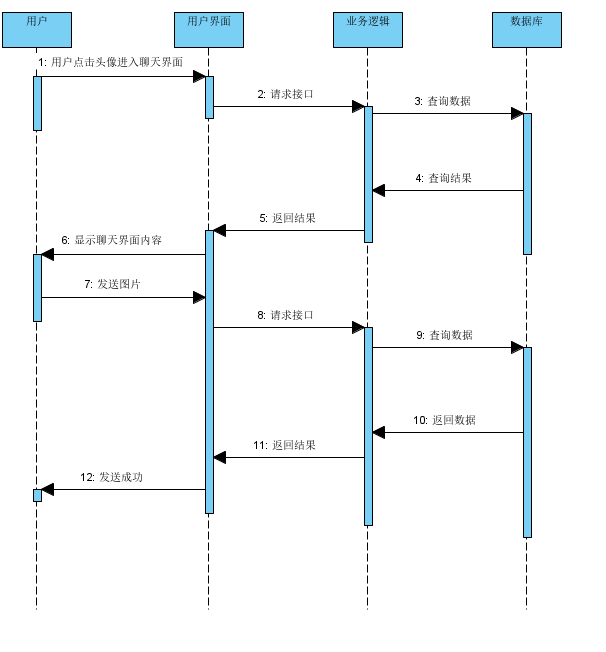 用户
用户界面
业务逻辑
数据库
1: 用户点击头像进入聊天界面
2: 请求接口
3: 查询数据
4: 查询结果
5: 返回结果
6: 显示聊天界面内容
7: 发送图片
8: 请求接口
9: 查询数据
10: 返回数据
11: 返回结果
12: 发送成功